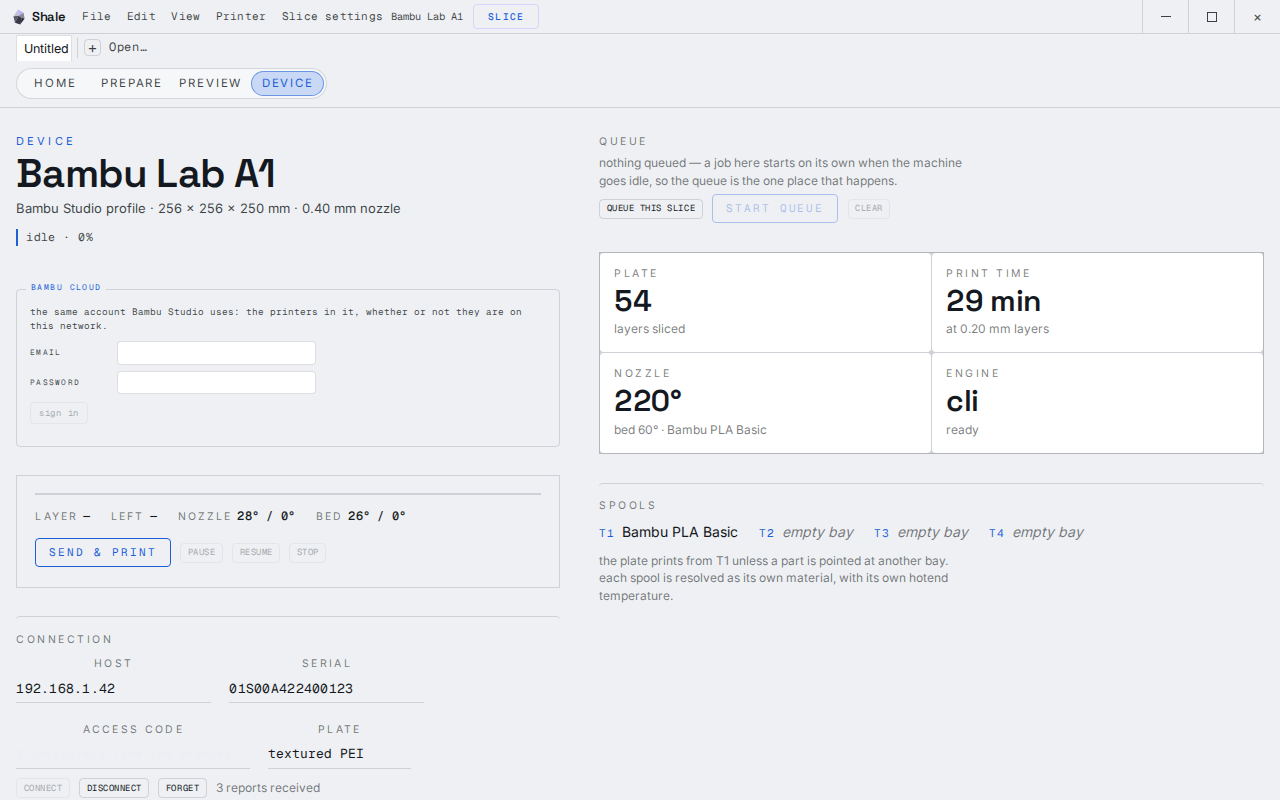 Shale File Edit View Printer Slice settings Bambu Lab A1 SLICE
Untitled + Open…
HOME PREPARE PREVIEW DEVICE
DEVICE
Bambu Lab A1
Bambu Studio profile · 256 × 256 × 250 mm · 0.40 mm nozzle
idle · 0%
BAMBU CLOUD
the same account Bambu Studio uses: the printers in it, whether or not they are on
this network.
EMAIL
PASSWORD
sign in
LAYER — LEFT — NOZZLE 28° / 0° BED 26° / 0°
SEND & PRINT PAUSE RESUME STOP
CONNECTION
HOST SERIAL
192.168.1.42 01S00A422400123
ACCESS CODE PLATE
textured PEI
CONNECT DISCONNECT FORGET 3 reports received
QUEUE
nothing queued — a job here starts on its own when the machine
goes idle, so the queue is the one place that happens.
QUEUE THIS SLICE START QUEUE CLEAR
PLATE
54
layers sliced
PRINT TIME
29 min
at 0.20 mm layers
NOZZLE
220°
bed 60° · Bambu PLA Basic
ENGINE
cli
ready
SPOOLS
T1 Bambu PLA Basic T2 empty bay T3 empty bay T4 empty bay
the plate prints from T1 unless a part is pointed at another bay.
each spool is resolved as its own material, with its own hotend
temperature.